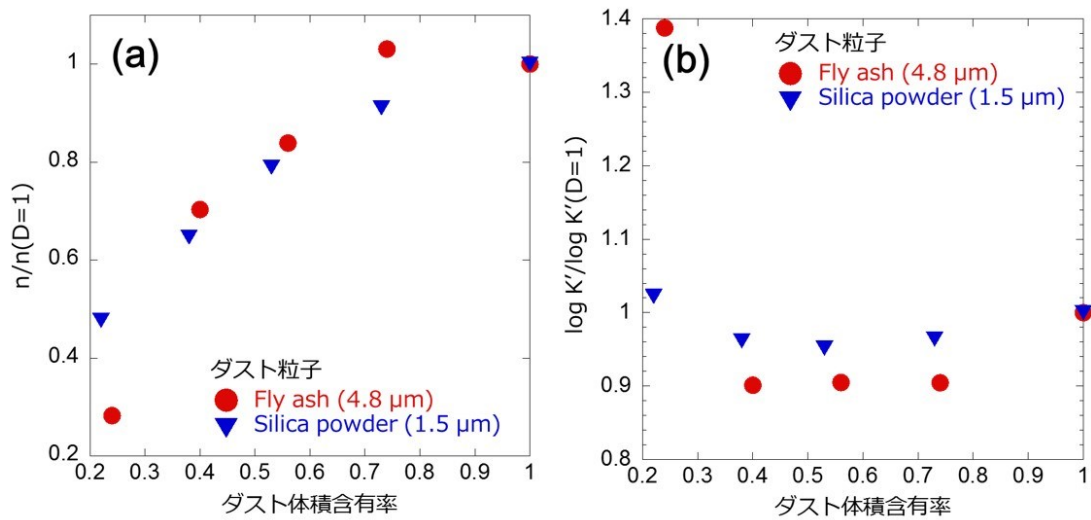 (a)
n/n(D=1)
1
0.8
0.6
0.4
0.2
ダスト粒子
Fly ash (4.8 μm)
Silica powder (1.5 μm)
0.2 0.3 0.4 0.5 0.6 0.7 0.8 0.9 1
ダスト体積含有率
(b)
log K’/log K’(D=1)
1.4
1.3
1.2
1.1
1
0.9
0.8
ダスト粒子
Fly ash (4.8 μm)
Silica powder (1.5 μm)
0.2 0.3 0.4 0.5 0.6 0.7 0.8 0.9 1
ダスト体積含有率